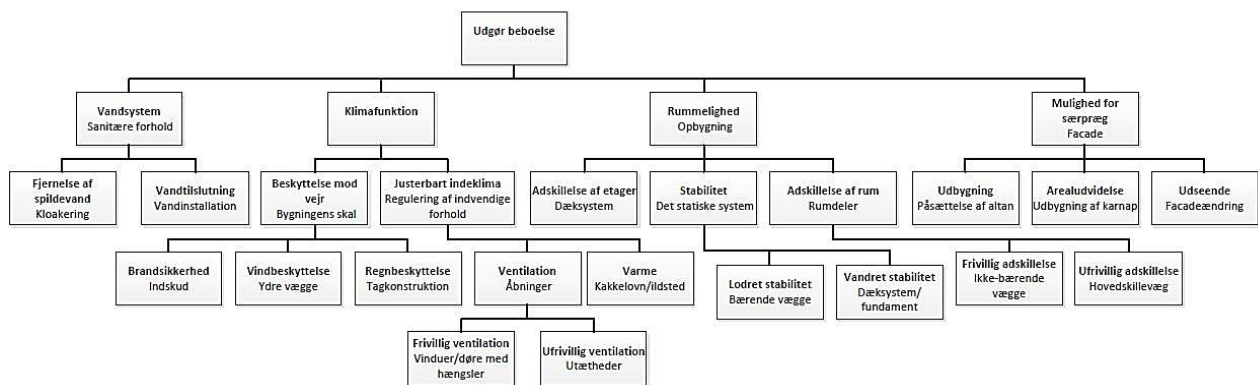 Udgør beboelse
Vandsystem
Sanitære forhold
Klimafunktion
Rummelighed
Opbygning
Mulighed for
særpræg
Facade
Fjernelse af
spildevand
Kloakering
Vandtilslutning
Vandinstallation
Beskyttelse mod
vejr
Bygningens skal
Justerbart indeklima
Regulering af indvendige
forhold
Adskillelse af etager
Dæksystem
Stabilitet
Det statiske system
Adskillelse af rum
Rumdeler
Udbygning
Påsættelse af altan
Arealudvidelse
Udbygning af karnap
Udseende
Facadeændring
Brandsikkerhed
Indskud
Vindbeskyttelse
Ydre vægge
Regnbeskyttelse
Tagkonstruktion
Ventilation
Åbninger
Varme
Kakkelovn/ildsted
Lodret stabilitet
Bærende vægge
Vandret stabilitet
Dæksystem/
fundament
Frivillig adskillelse
Ikke-bærende
vægge
Ufrivillig adskillelse
Hovedskillevæg
Frivillig ventilation
Vinduer/døre med
hængsler
Ufrivillig ventilation
Utætheder